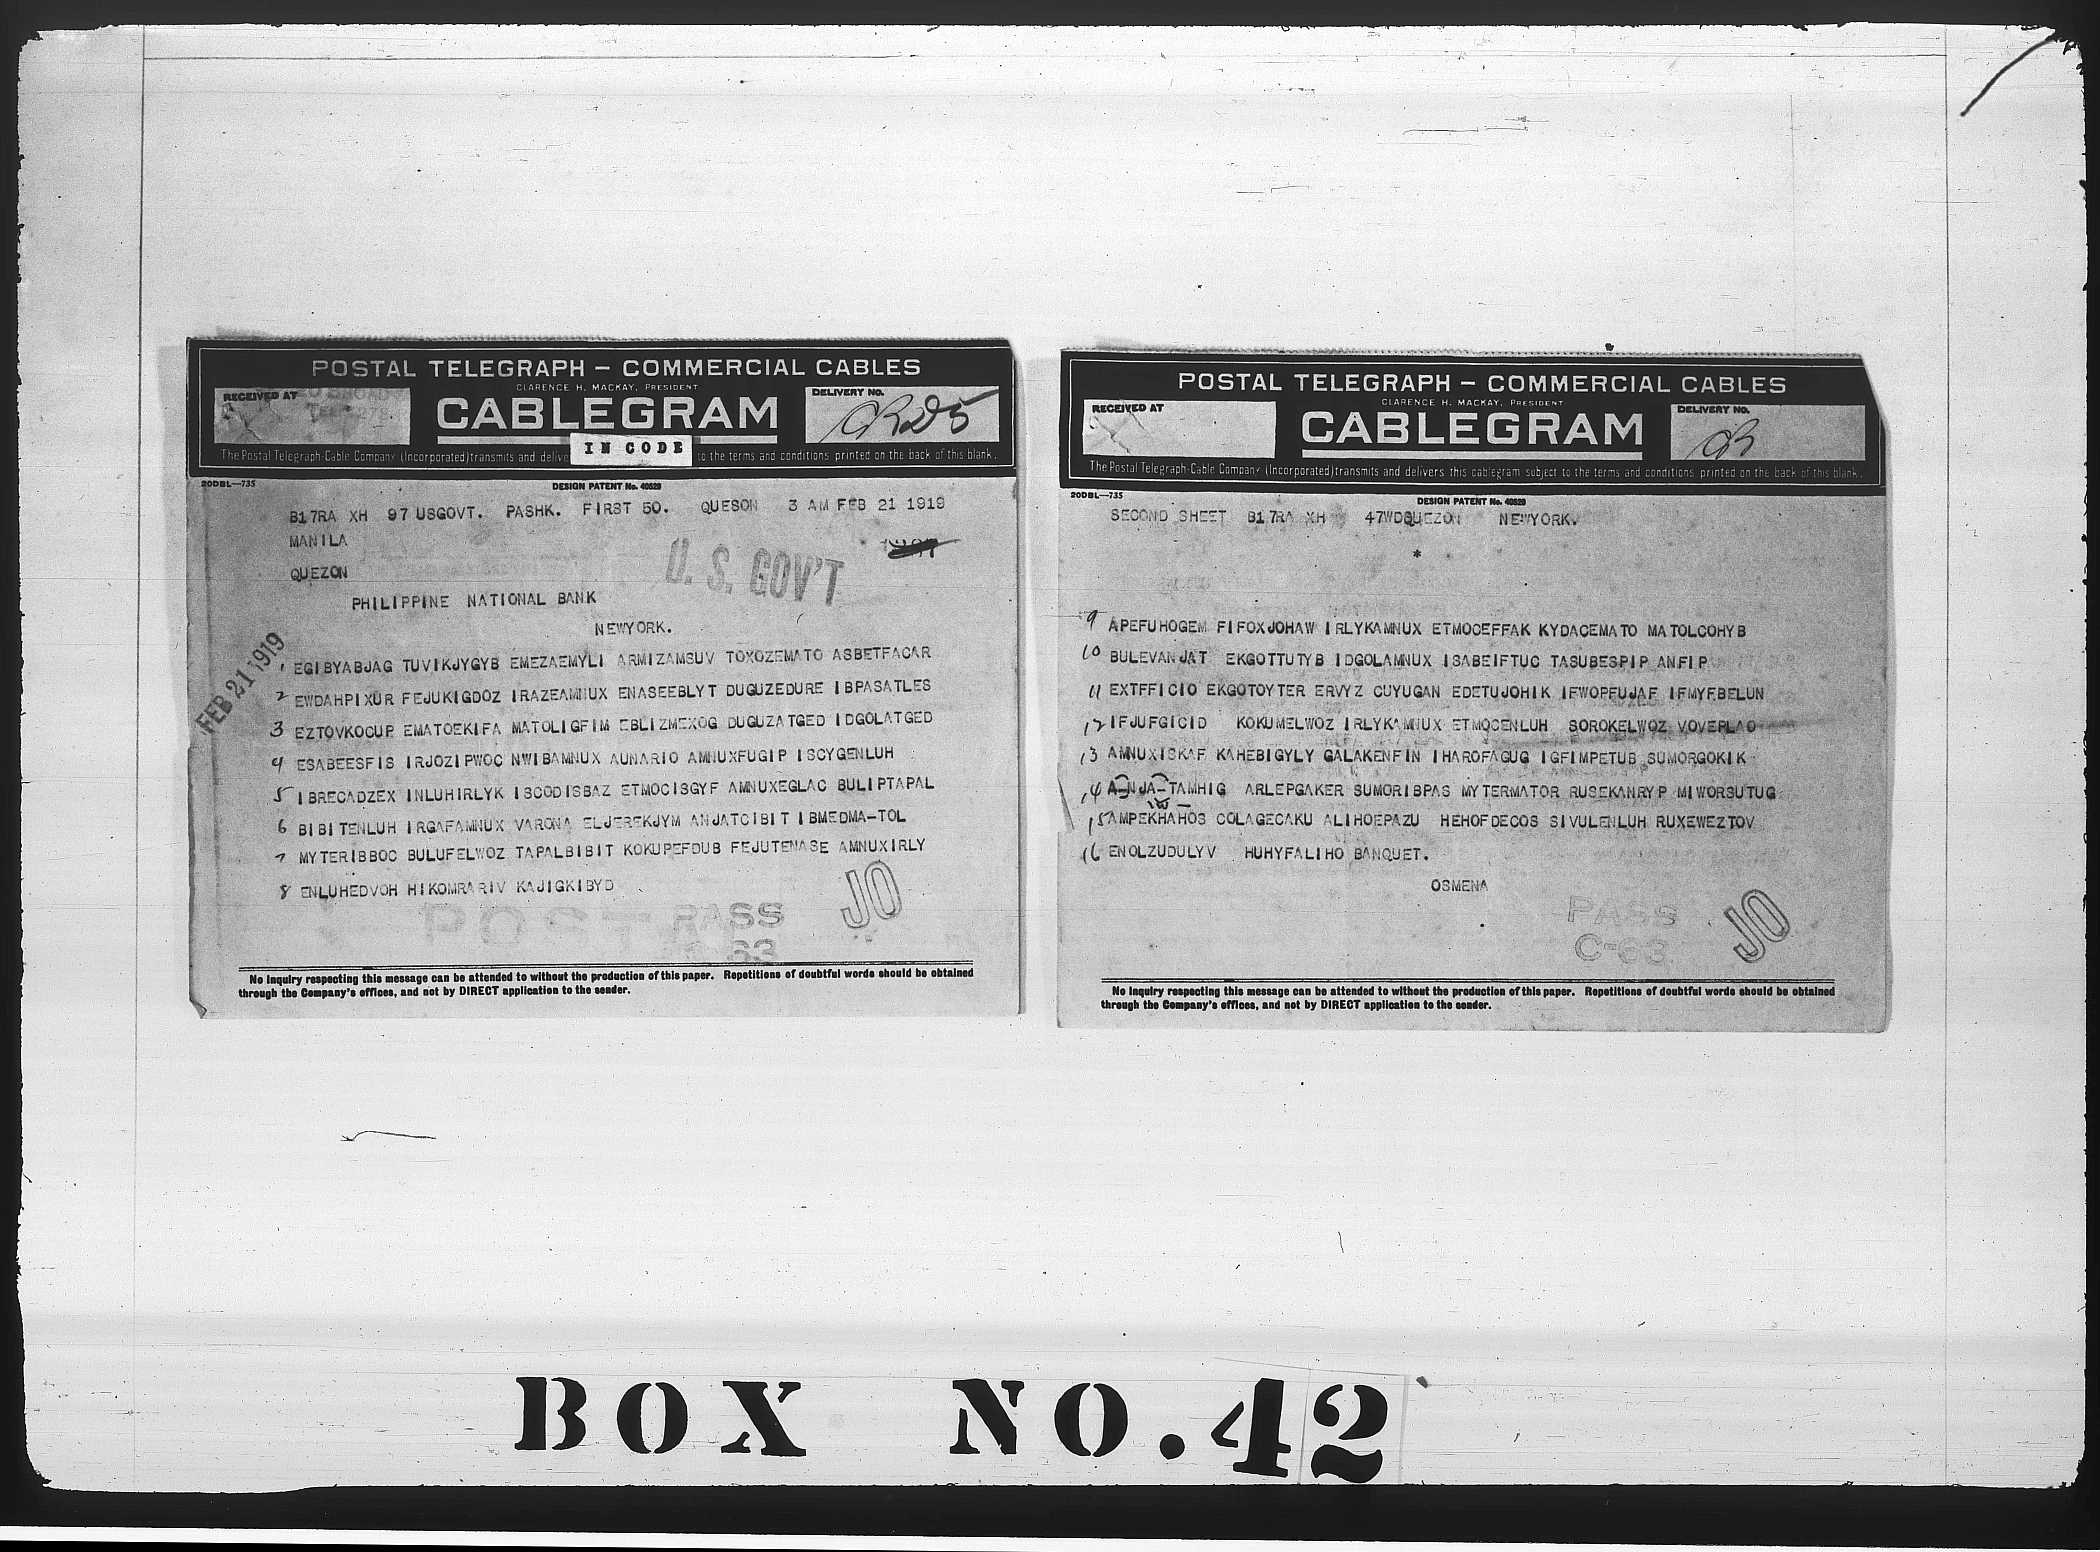 POSTAL TELEGRAPH – COMMERCIAL CABLES
CLARENCE H. MACKAY, PRESIDENT
RECEIVED AT
CABLEGRAM
DELIVERY NO.
CR25
IN CODE
The Postal Telegraph-Cable Company (Incorporated) transmits and delive
to the terms and conditions printed on the back of this blank.
20DBL—735
DESIGN PATENT No. 40529
B17RA XH 97 USGOVT. PASHK. FIRST 50. QUESON 3 AM FEB 21 1919
MANILA
QUEZON
U. S. GOV'T
PHILIPPINE NATIONAL BANK
NEWYORK.
FEB 21 1919
1 EGIBYABJAG TUVIKJYGYB EMEZAEMYLI ARMIZAMSUV TOXOZEMATO ASBETFACAR
2 EWDAHPIXUR FEJUKIGDOZ IRAZEAMNUX ENASEEBLYT DUGUZEDURE IBPASATLES
3 EZTOVKOCUP EMATOEKIFA MATOLIGFIM EBLIZMEXOG DUGUZATGED IDGOLATGED
4 ESABEESFIS IRJOZIPWOC NWIBAMNUX AUNARIO AMNUXFUGIP ISCYGENLUH
5 IBRECADZEX INLUHIRLYK ISCODISBAZ ETMOCISGYF AMNUXEGLAC BULIPTAPAL
6 BIBITENLUH IRGAFAMNUX VARONA ELJEREKJYM ANJATCIBIT IBMEDMA-TOL
7 MYTERIBBOC BULUFELWOZ TAPALBIBIT KOKUPEFDUB FEJUTENASE AMNUXIRLY
8 ENLUHEDVOH HIKOMRARIV KAJIGKIBYD
PASS
63
JO
No inquiry respecting this message can be attended to without the production of this paper. Repetitions of doubtful words should be obtained
through the Company's offices, and not by DIRECT application to the sender.
POSTAL TELEGRAPH – COMMERCIAL CABLES
CLARENCE H. MACKAY, PRESIDENT
RECEIVED AT
CABLEGRAM
DELIVERY NO.
CR
The Postal Telegraph-Cable Company (Incorporated) transmits and delivers this cablegram subject to the terms and conditions printed on the back of this blank.
20DBL—735
DESIGN PATENT No. 40529
SECOND SHEET B17RA XH 47WDQUEZON NEWYORK.
*
9 APEFUHOGEM FIFOXJOHAW IRLYKAMNUX ETMOCEFFAK KYDACEMATO MATOLCOHYB
10 BULEVANJAT EKGOTTUTYB IDGOLAMNUX ISABEIFTUC TASUBESPIP ANFIP
11 EXTFFICIO EKGOTOYTER ERVYZ CUYUGAN EDETUJOHIK IFWOPFUJAF IFMYFBELUN
12 IFJUFGICID KOKUMELWOZ IRLYKAMNUX ETMOCENLUH SOROKELWOZ VOVEPLAO
13 AMNUXISKAF KAHEBIGYLY GALAKENFIN IHAROFAGUG IGFIMPETUB SUMORGOKIK
14 A-NJA-TAMHIG ARLEPGAKER SUMORIBPAS MYTERMATOR RUSEKANRYP MIWORSUTUG
15 AMPEKHAHOS COLAGECAKU ALIHOEPAZU HEHOFDECOS SIVULENLUH RUXEWEZTOV
16 ENOLZUDULYV HUHYFALIHO BANQUET.
OSMENA
PASS
C-63
JO
No inquiry respecting this message can be attended to without the production of this paper. Repetitions of doubtful words should be obtained
through the Company's offices, and not by DIRECT application to the sender.
BOX NO. 42